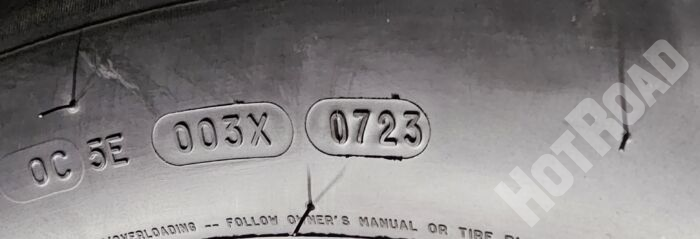 0C 5E 003X 0723
OVERLOADING -- FOLLOW OWNER'S MANUAL OR TIRE
HOTROAD